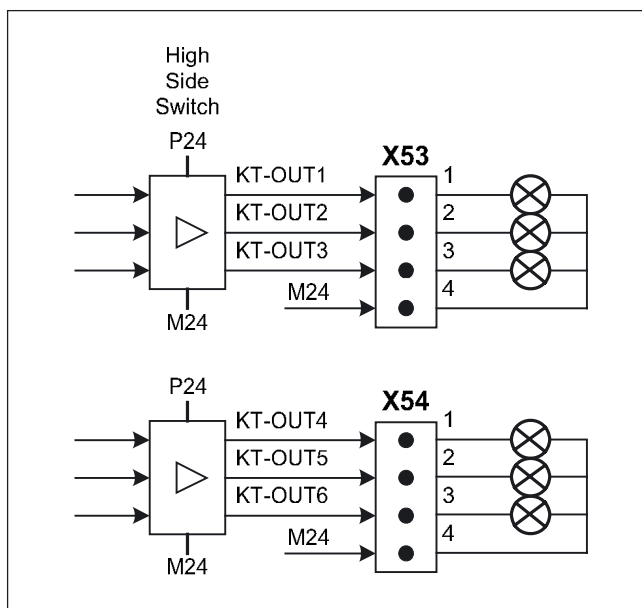 High
Side
Switch
P24
X53
KT-OUT1
1
KT-OUT2
2
KT-OUT3
3
M24
4
M24
P24
X54
KT-OUT4
1
KT-OUT5
2
KT-OUT6
3
M24
4
M24